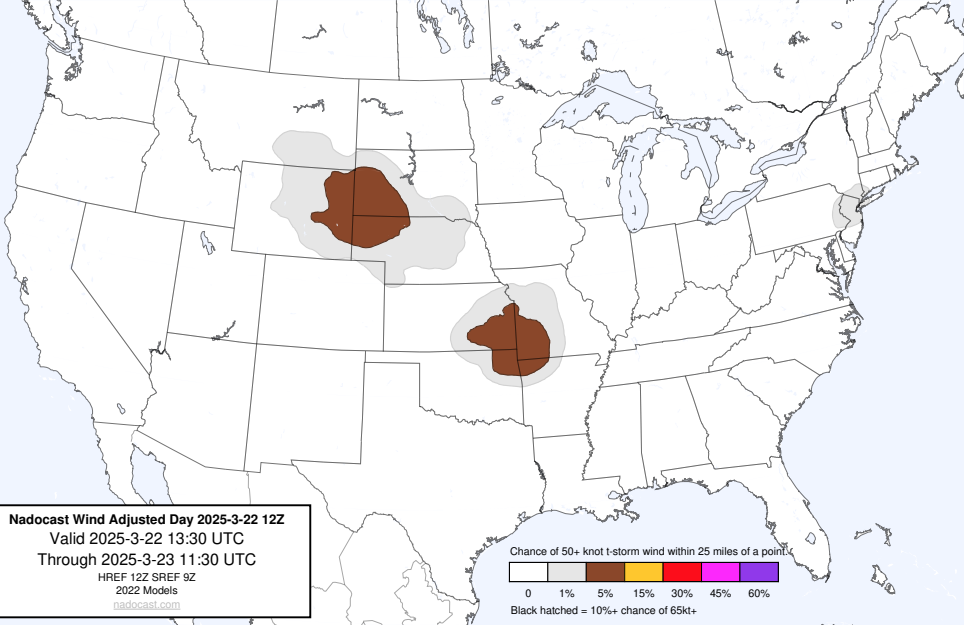 Nadocast Wind Adjusted Day 2025-3-22 12Z
Valid 2025-3-22 13:30 UTC
Through 2025-3-23 11:30 UTC
HREF 12Z SREF 9Z
2022 Models
nadocast.com
Chance of 50+ knot t-storm wind within 25 miles of a point.
0 1% 5% 15% 30% 45% 60%
Black hatched = 10%+ chance of 65kt+